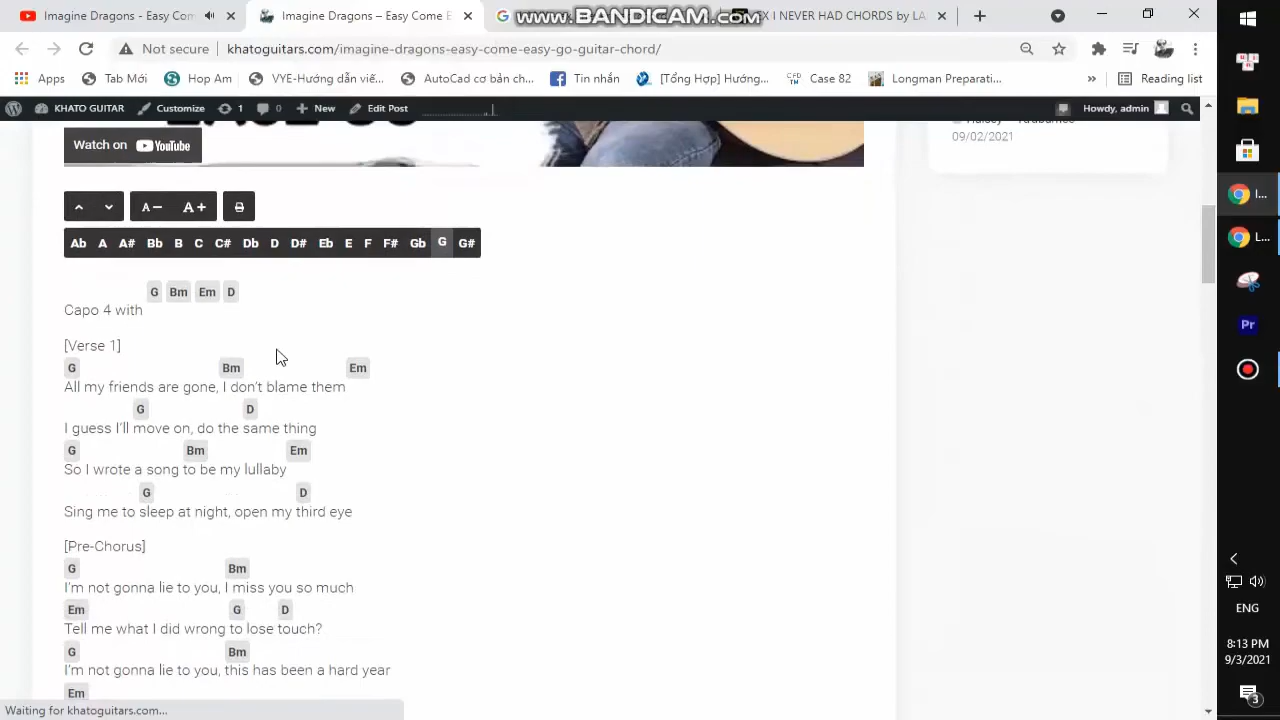 Imagine Dragons - Easy Com
Imagine Dragons – Easy Come E
www.BANDICAM.com
X I NEVER HAD CHORDS by LA
Not secure
khatoguitars.com/imagine-dragons-easy-come-easy-go-guitar-chord/
Apps
Tab Mới
Hop Am
VYE-Hướng dẫn viế...
AutoCad cơ bản ch...
Tin nhắn
[Tổng Hợp] Hướng...
Case 82
Longman Preparati...
»
Reading list
KHATO GUITAR
Customize
1
0
New
Edit Post
Howdy, admin
09/02/2021
Watch on YouTube
A− A+
Ab A A# Bb B C C# Db D D# Eb E F F# Gb G G#
G Bm Em D
Capo 4 with
[Verse 1]
G Bm Em
All my friends are gone, I don’t blame them
G D
I guess I’ll move on, do the same thing
G Bm Em
So I wrote a song to be my lullaby
G D
Sing me to sleep at night, open my third eye
[Pre-Chorus]
G Bm
I’m not gonna lie to you, I miss you so much
Em G D
Tell me what I did wrong to lose touch?
G Bm
I’m not gonna lie to you, this has been a hard year
Em
Waiting for khatoguitars.com...
I...
L...
Pr
ENG
8:13 PM
9/3/2021
3